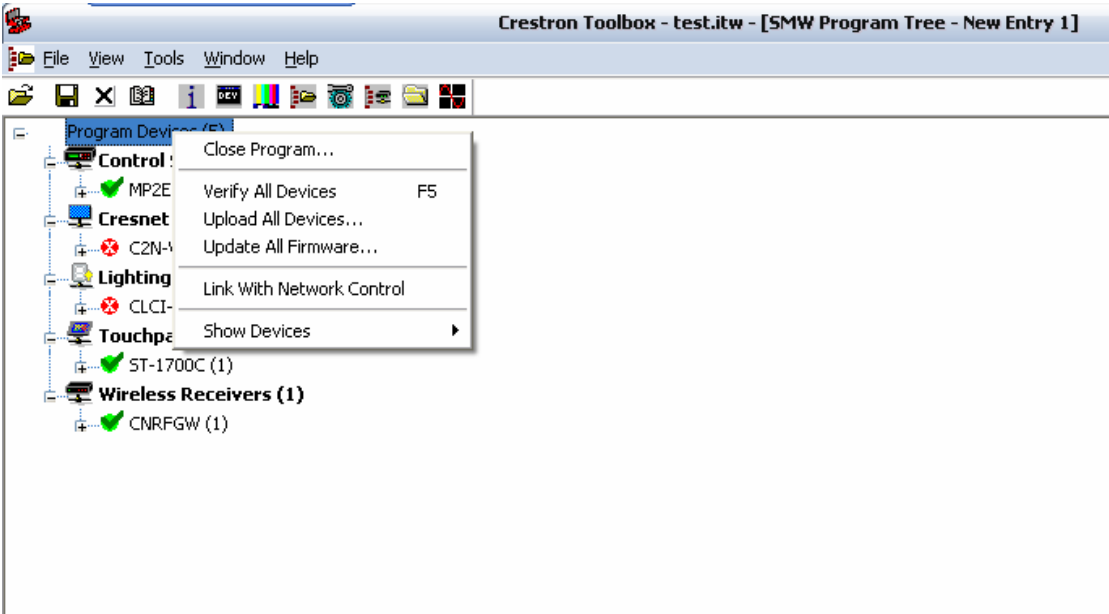 Crestron Toolbox - test.itw - [SMW Program Tree - New Entry 1]
File View Tools Window Help
DEV
Program Devices (5)
Close Program...
Control
MP2E
Verify All Devices F5
Cresnet
Upload All Devices...
C2N-
Update All Firmware...
Lighting
Link With Network Control
CLCI-
Touchpa
Show Devices
ST-1700C (1)
Wireless Receivers (1)
CNRFGW (1)